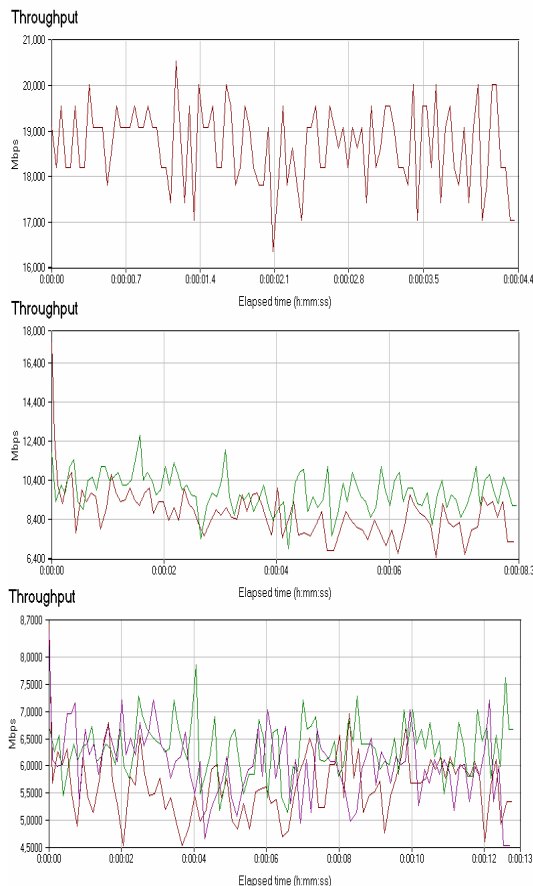 Throughput
21,000
20,000
19,000
18,000
17,000
16,000
Mbps
0:00:00 0:00:00.7 0:00:01.4 0:00:02.1 0:00:02.8 0:00:03.5 0:00:04.4
Elapsed time (h:mm:ss)
Throughput
18,000
16,400
14,400
12,400
10,400
8,400
6,400
Mbps
0:00:00 0:00:02 0:00:04 0:00:06 0:00:08.3
Elapsed time (h:mm:ss)
Throughput
8,7000
8,0000
7,5000
7,0000
6,5000
6,0000
5,5000
5,0000
4,5000
Mbps
0:00:00 0:00:02 0:00:04 0:00:06 0:00:08 0:00:10 0:00:12 0:00:13
Elapsed time (h:mm:ss)